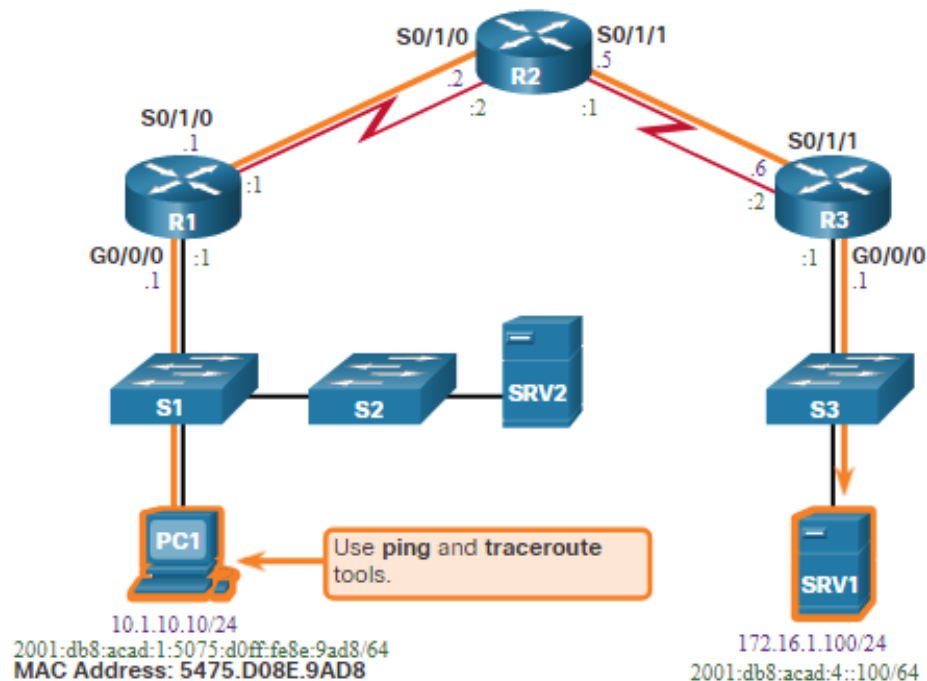 S0/1/0
S0/1/1
.2
R2
.5
:2
:1
S0/1/0
.1
S0/1/1
.6
:1
:2
R1
R3
G0/0/0
:1
.1
:1
G0/0/0
.1
S1
S2
SRV2
S3
PC1
Use ping and traceroute
tools.
SRV1
10.1.10.10/24
2001:db8:acad:1:5075:d0ff:fe8e:9ad8/64
MAC Address: 5475.D08E.9AD8
172.16.1.100/24
2001:db8:acad:4::100/64